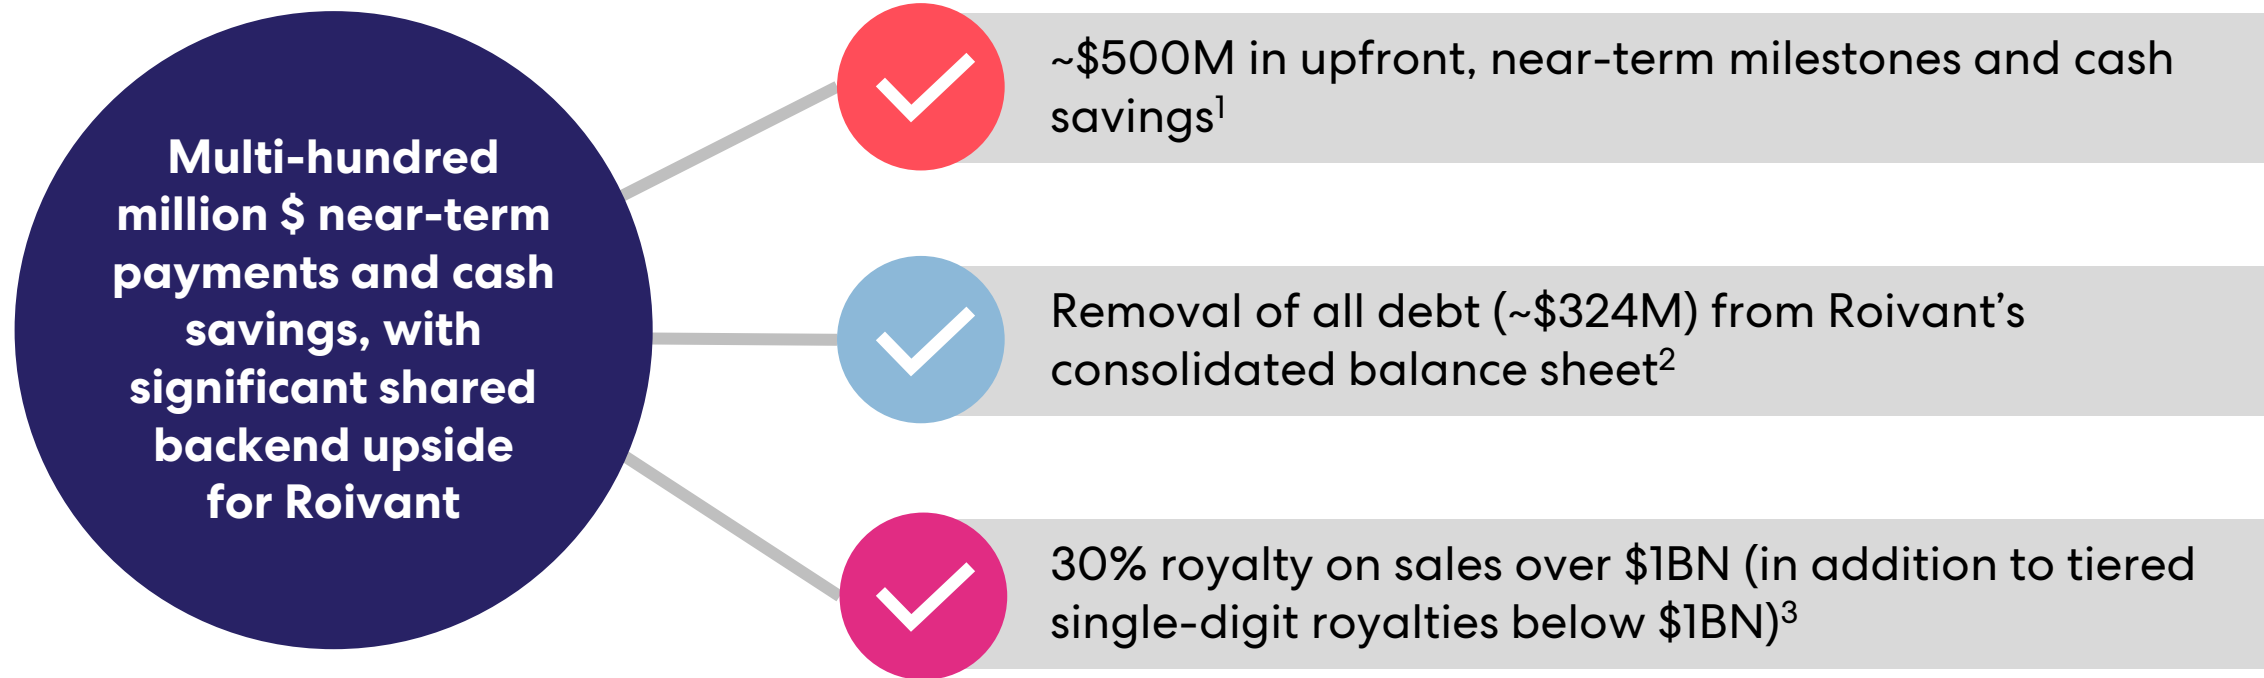 Multi-hundred
million $ near-term
payments and cash
savings, with
significant shared
backend upside
for Roivant
~$500M in upfront, near-term milestones and cash
savings¹
Removal of all debt (~$324M) from Roivant’s
consolidated balance sheet²
30% royalty on sales over $1BN (in addition to tiered
single-digit royalties below $1BN)³